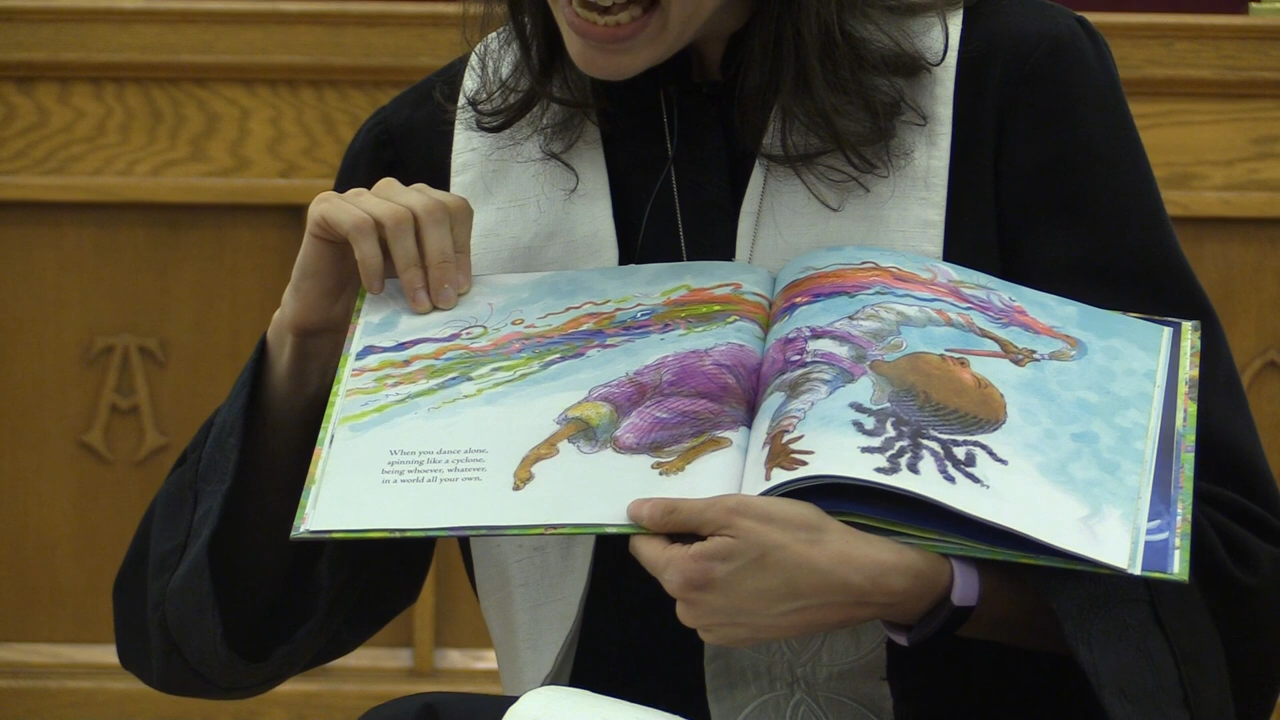 A
When you dance alone,
spinning like a cyclone,
being whoever, whatever,
in a world all your own,